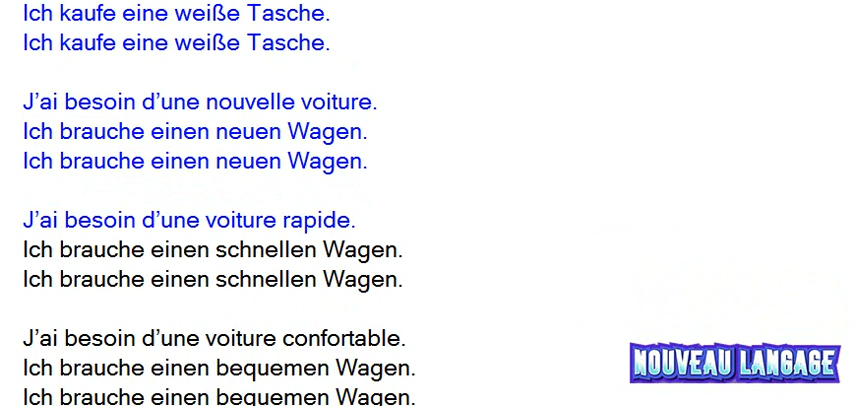 Ich kaufe eine weiße Tasche.
Ich kaufe eine weiße Tasche.
J’ai besoin d’une nouvelle voiture.
Ich brauche einen neuen Wagen.
Ich brauche einen neuen Wagen.
J’ai besoin d’une voiture rapide.
Ich brauche einen schnellen Wagen.
Ich brauche einen schnellen Wagen.
J’ai besoin d’une voiture confortable.
Ich brauche einen bequemen Wagen.
Ich brauche einen bequemen Wagen.
NOUVEAU LANGAGE